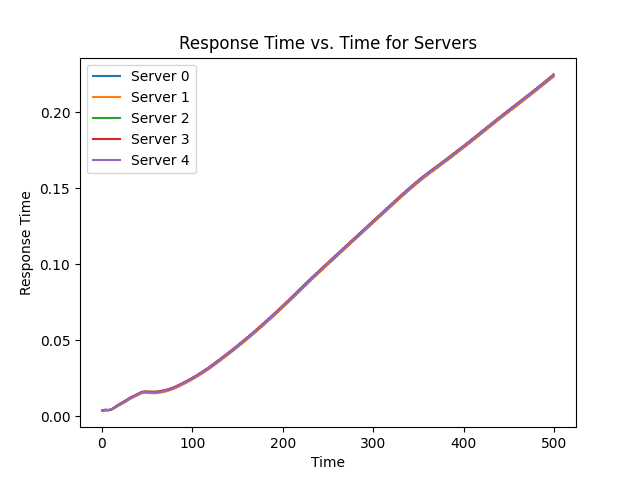 Response Time vs. Time for Servers
Server 0
Server 1
Server 2
Server 3
Server 4
Response Time
0.20
0.15
0.10
0.05
0.00
0 100 200 300 400 500
Time